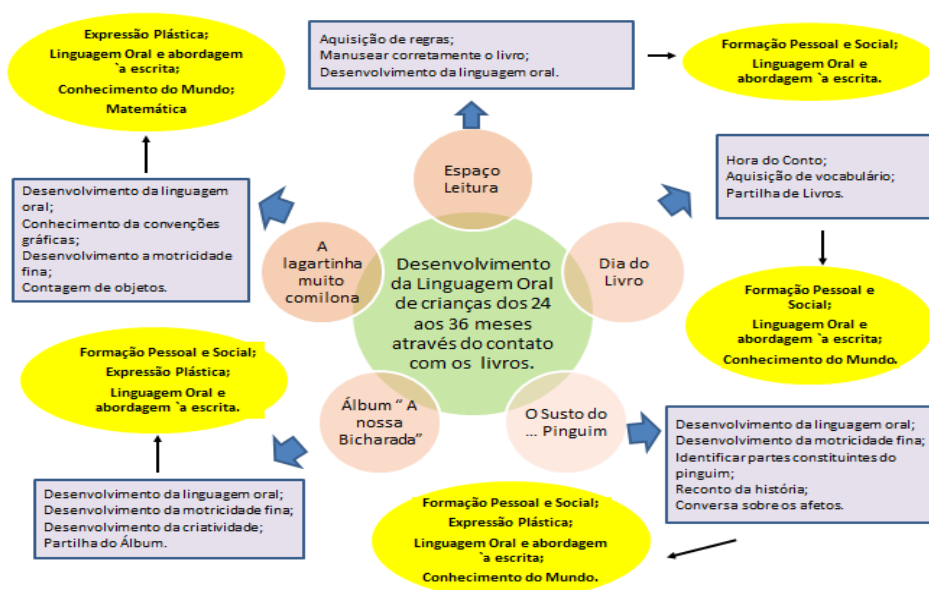 Expressão Plástica;
Linguagem Oral e abordagem
`a escrita;
Conhecimento do Mundo;
Matemática
Aquisição de regras;
Manusear corretamente o livro;
Desenvolvimento da linguagem oral.
Formação Pessoal e Social;
Linguagem Oral e
abordagem `a escrita.
Espaço
Leitura
Hora do Conto;
Aquisição de vocabulário;
Partilha de Livros.
Desenvolvimento da linguagem
oral;
Conhecimento da convenções
gráficas;
Desenvolvimento a motricidade
fina;
Contagem de objetos.
A
lagartinha
muito
comilona
Desenvolvimento
da Linguagem Oral
de crianças dos 24
aos 36 meses
através do contato
com os livros.
Dia do
Livro
Formação Pessoal e
Social;
Linguagem Oral e
abordagem `a escrita;
Conhecimento do Mundo.
Formação Pessoal e Social;
Expressão Plástica;
Linguagem Oral
e abordagem `a escrita.
Álbum “ A
nossa
Bicharada”
O Susto do
... Pinguim
Desenvolvimento da linguagem oral;
Desenvolvimento da motricidade fina;
Identificar partes constituintes do
pinguim;
Reconto da história;
Conversa sobre os afetos.
Desenvolvimento da linguagem oral;
Desenvolvimento da motricidade fina;
Desenvolvimento da criatividade;
Partilha do Álbum.
Formação Pessoal e Social;
Expressão Plástica;
Linguagem Oral e abordagem
`a escrita;
Conhecimento do Mundo.